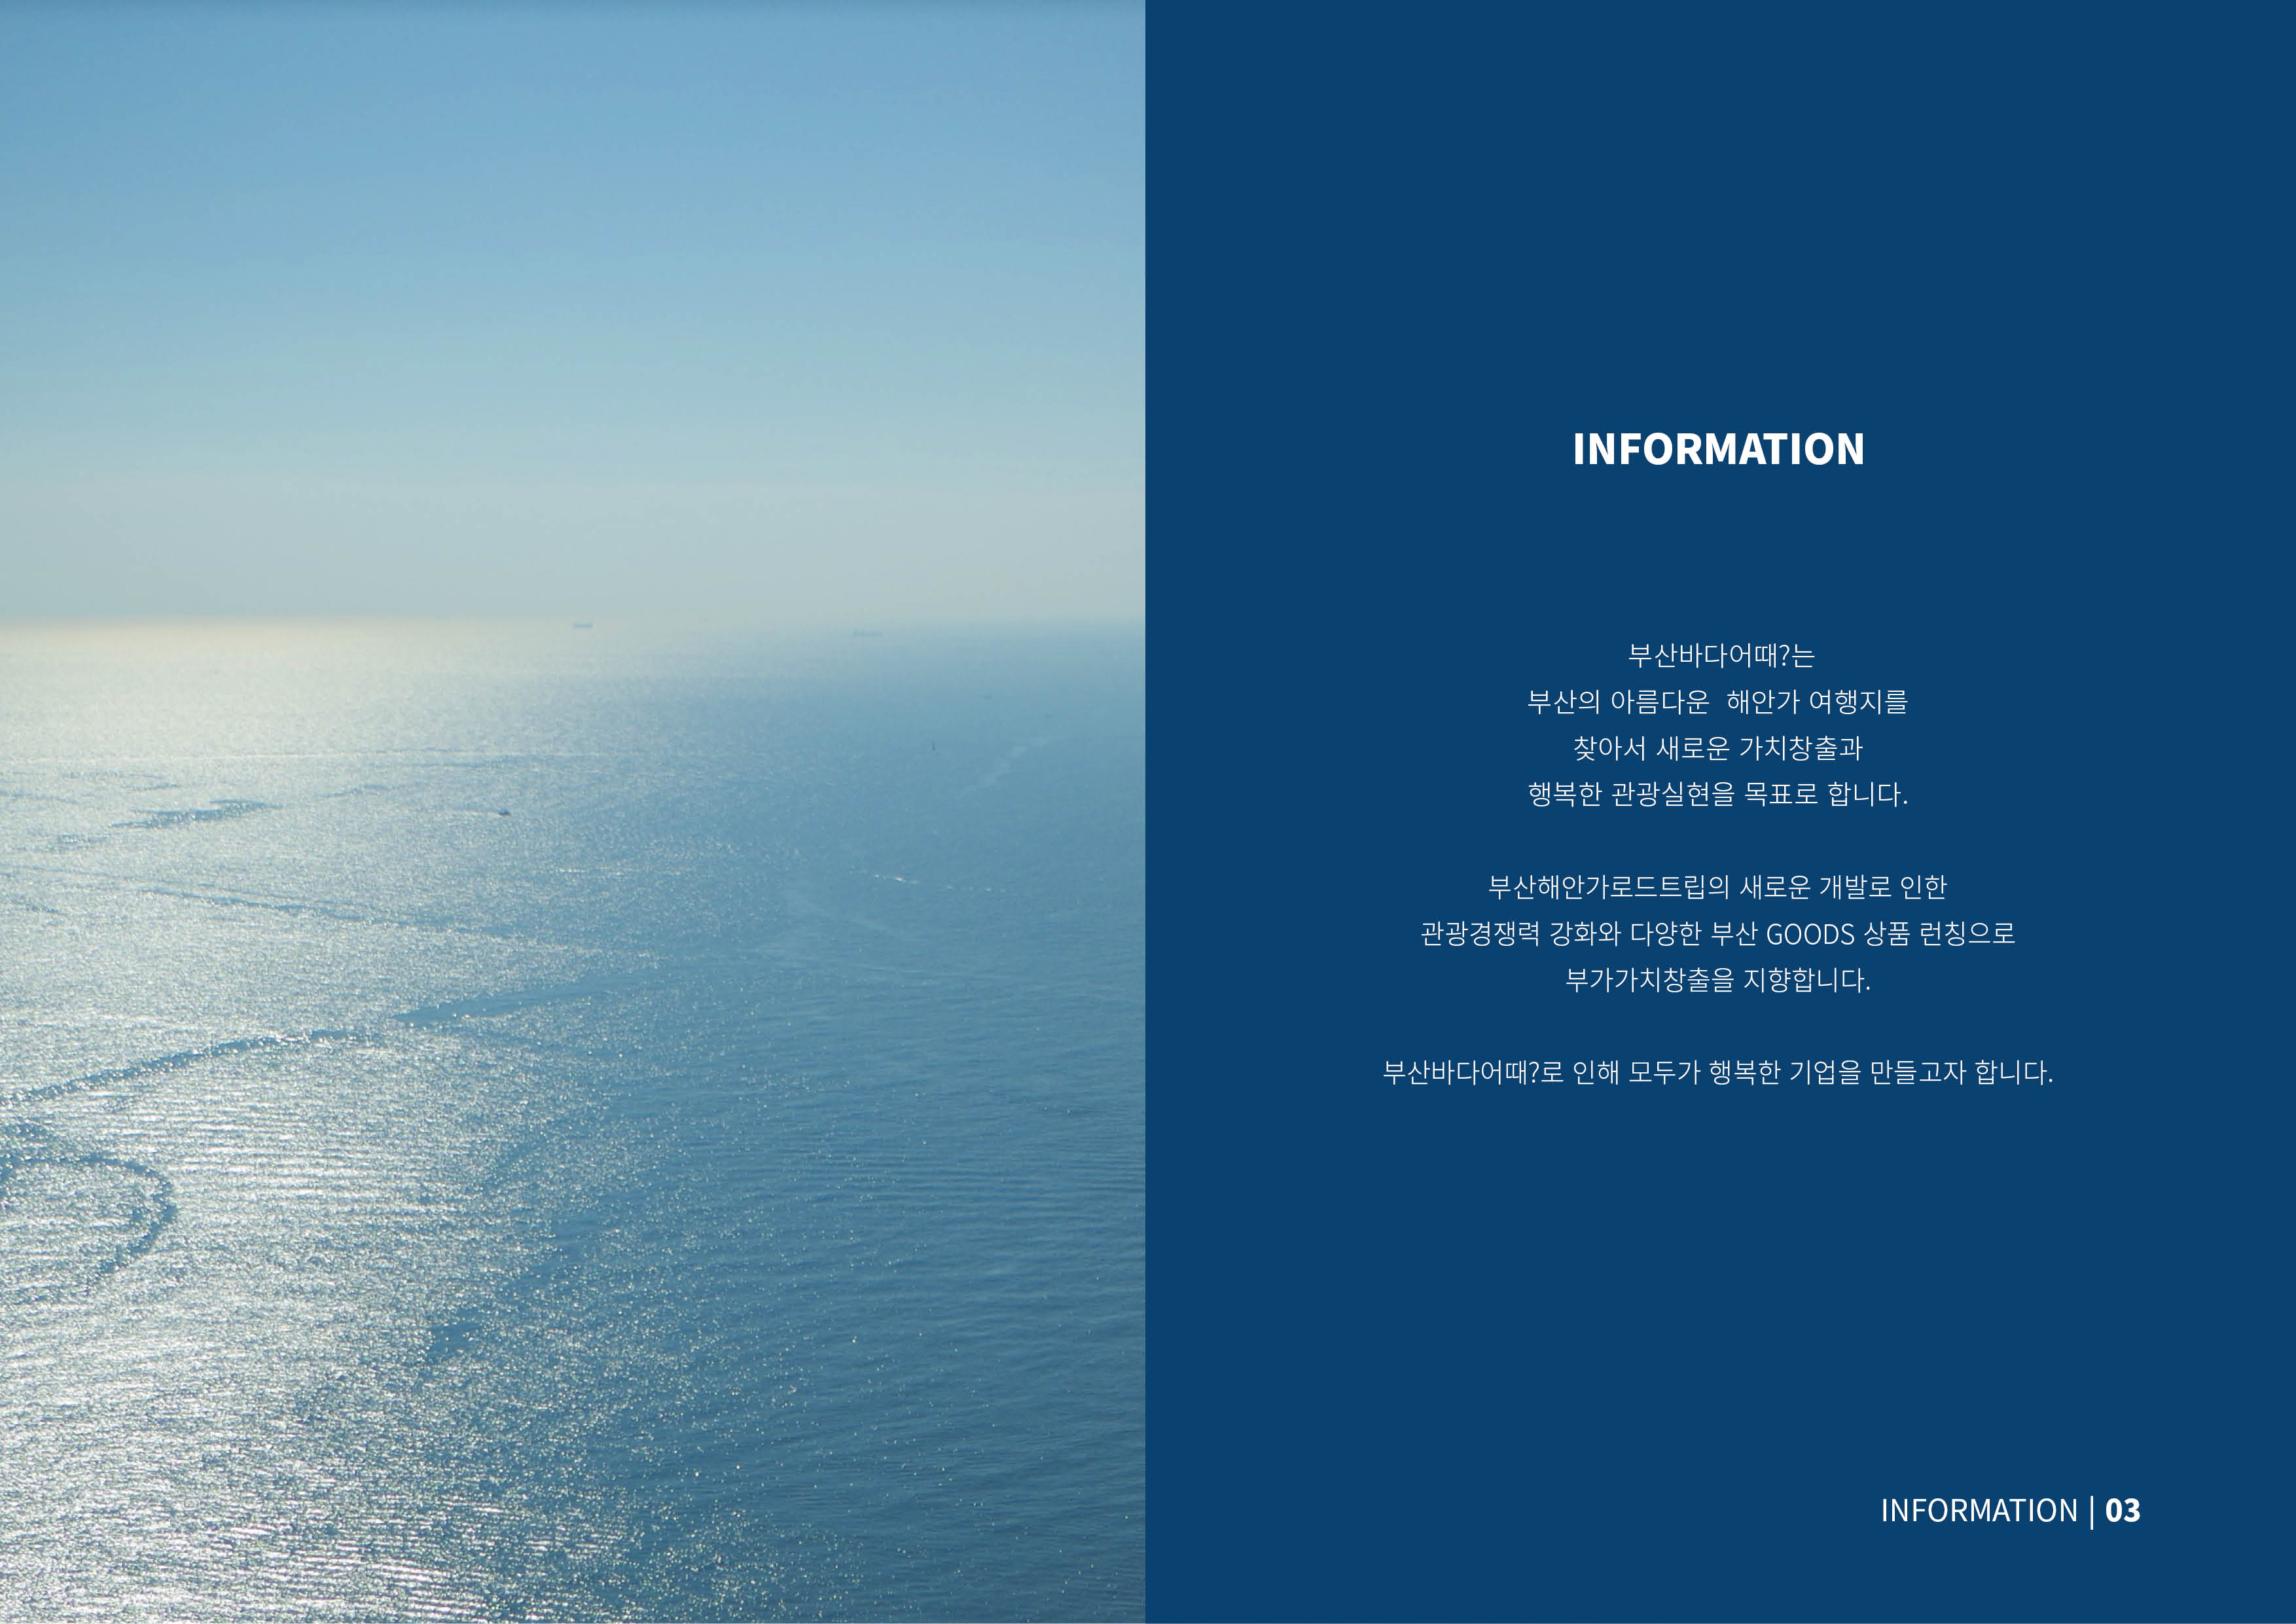 INFORMATION
부산바다어때?는
부산의 아름다운 해안가 여행지를
찾아서 새로운 가치창출과
행복한 관광실현을 목표로 합니다.
부산해안가로드트립의 새로운 개발로 인한
관광경쟁력 강화와 다양한 부산 GOODS 상품 런칭으로
부가가치창출을 지향합니다.
부산바다어때?로 인해 모두가 행복한 기업을 만들고자 합니다.
INFORMATION | 03